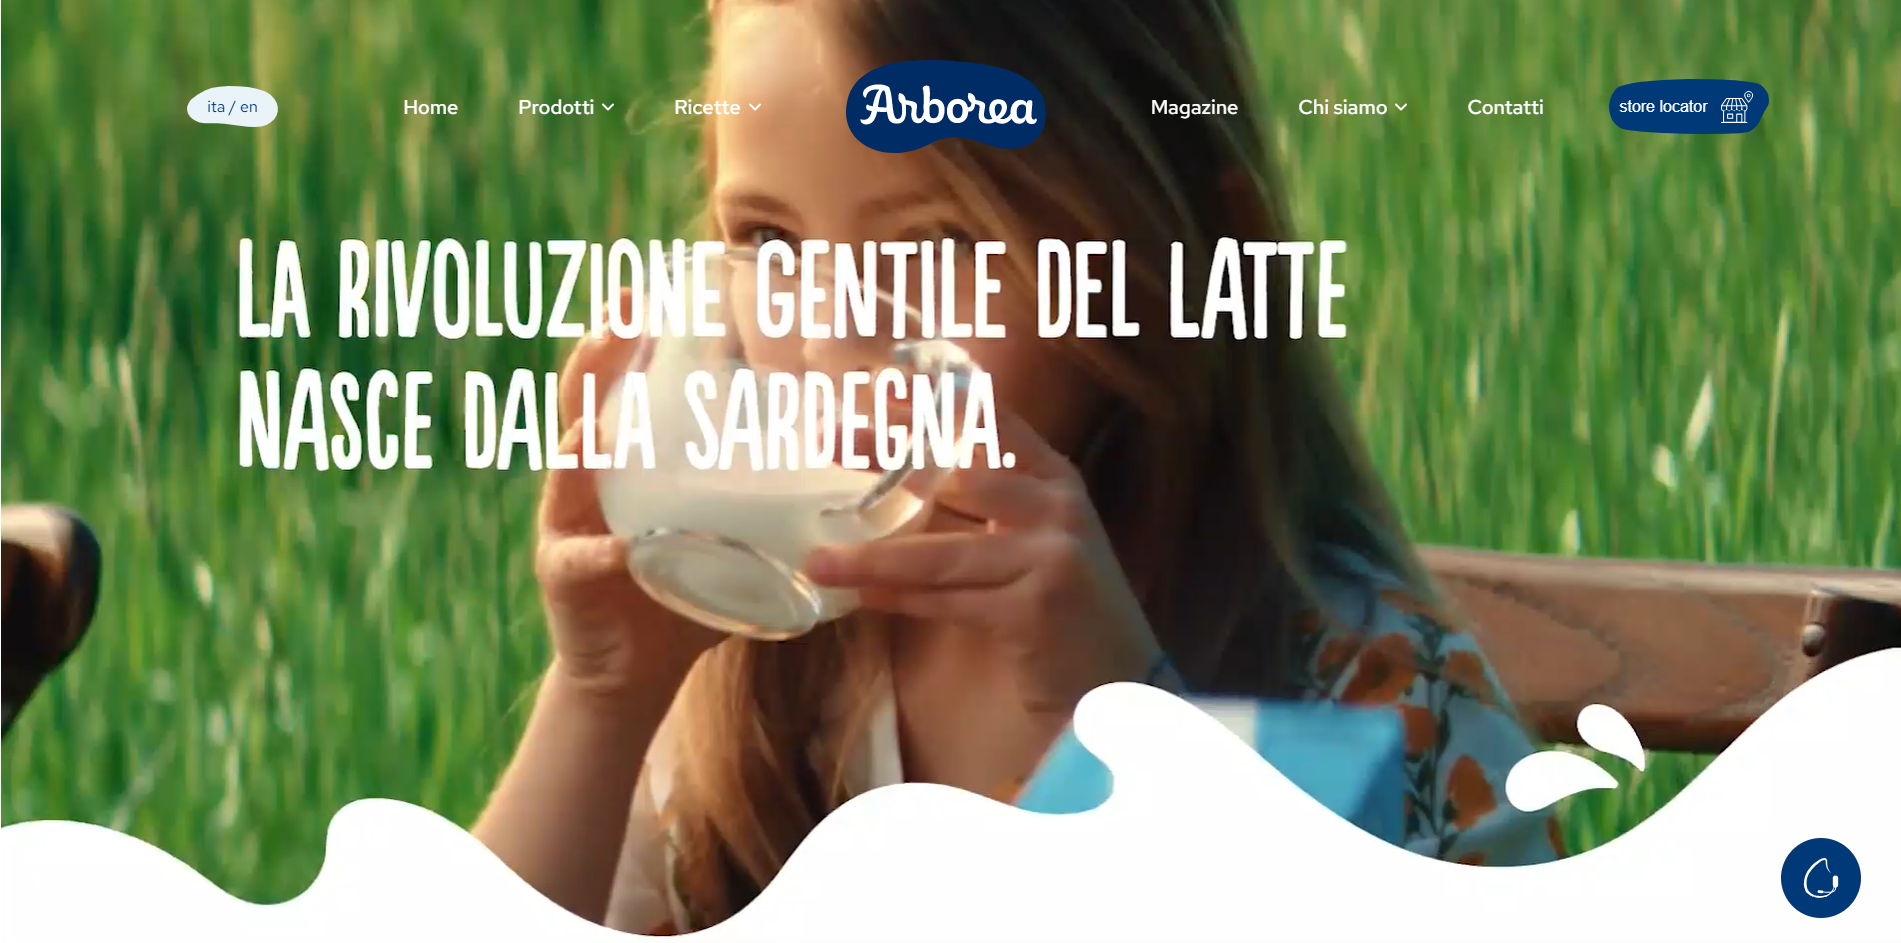 ita / en
Home
Prodotti
Ricette
Arborea
Magazine
Chi siamo
Contatti
store locator
LA RIVOLUZIONE GENTILE DEL LATTE
NASCE DALLA SARDEGNA.